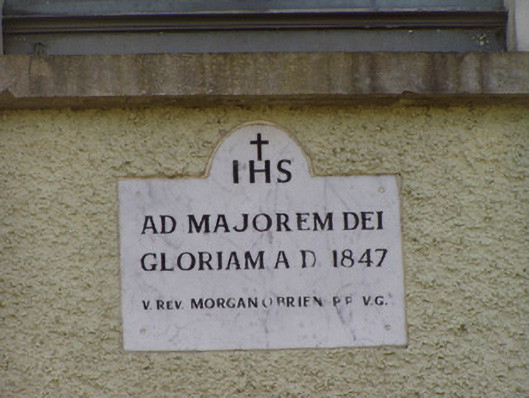 IHS
AD MAJOREM DEI
GLORIAM A D 1847
V. REV. MORGAN O BRIEN P.P. V.G.